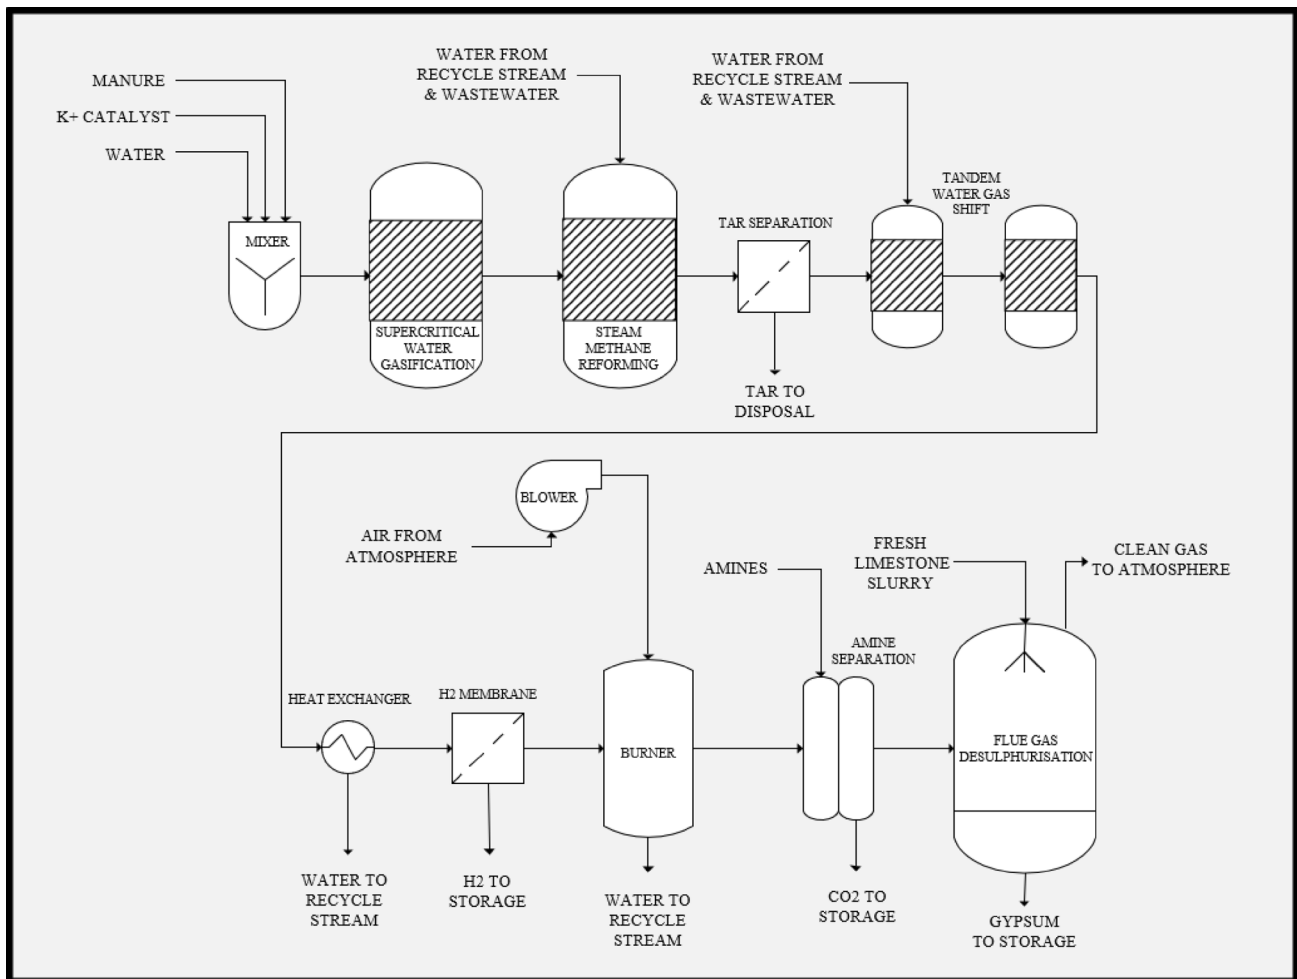 WATER FROM
RECYCLE STREAM
& WASTEWATER
WATER FROM
RECYCLE STREAM
& WASTEWATER
MANURE
K+ CATALYST
WATER
MIXER
SUPERCRITICAL
WATER
GASIFICATION
STEAM
METHANE
REFORMING
TAR SEPARATION
TAR TO
DISPOSAL
TANDEM
WATER GAS
SHIFT
BLOWER
AIR FROM
ATMOSPHERE
AMINES
FRESH
LIMESTONE
SLURRY
CLEAN GAS
TO ATMOSPHERE
HEAT EXCHANGER
H2 MEMBRANE
BURNER
AMINE
SEPARATION
FLUE GAS
DESULPHURISATION
WATER TO
RECYCLE
STREAM
H2 TO
STORAGE
WATER TO
RECYCLE
STREAM
CO2 TO
STORAGE
GYPSUM
TO STORAGE